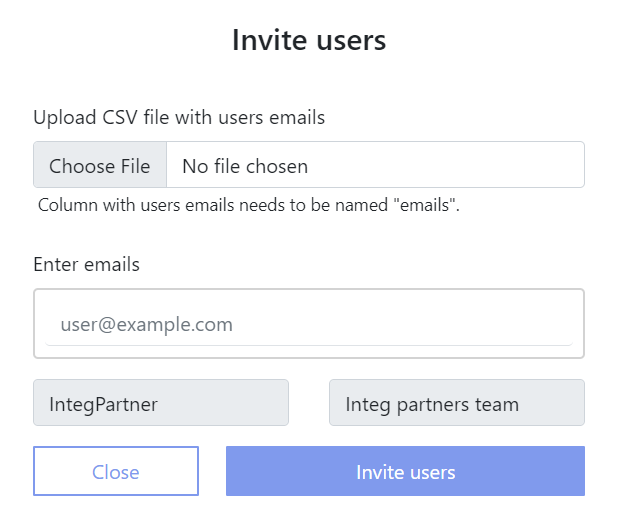 Invite users
Upload CSV file with users emails
Choose File No file chosen
Column with users emails needs to be named "emails".
Enter emails
user@example.com
IntegPartner Integ partners team
Close Invite users